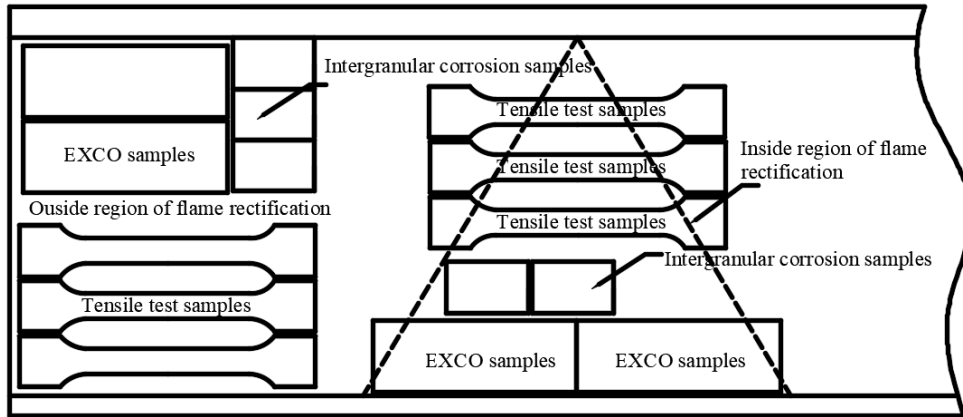 Intergranular corrosion samples
EXCO samples
Ouside region of flame rectification
Tensile test samples
Tensile test samples
Tensile test samples
Tensile test samples
Inside region of flame
rectification
Intergranular corrosion samples
EXCO samples
EXCO samples